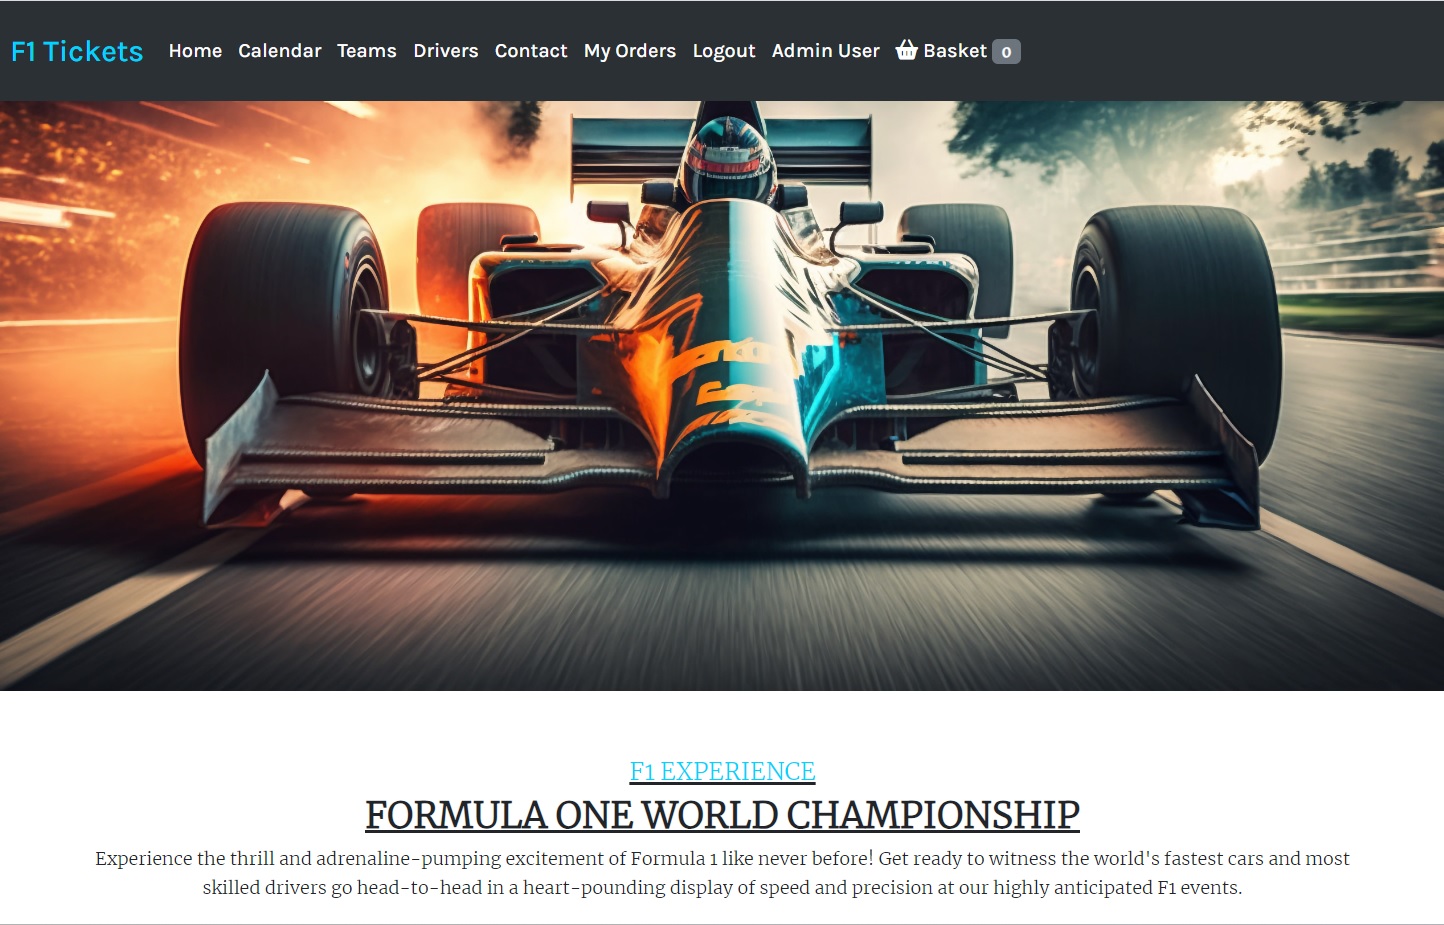 F1 Tickets Home Calendar Teams Drivers Contact My Orders Logout Admin User Basket 0
F1 EXPERIENCE
FORMULA ONE WORLD CHAMPIONSHIP
Experience the thrill and adrenaline-pumping excitement of Formula 1 like never before! Get ready to witness the world's fastest cars and most
skilled drivers go head-to-head in a heart-pounding display of speed and precision at our highly anticipated F1 events.